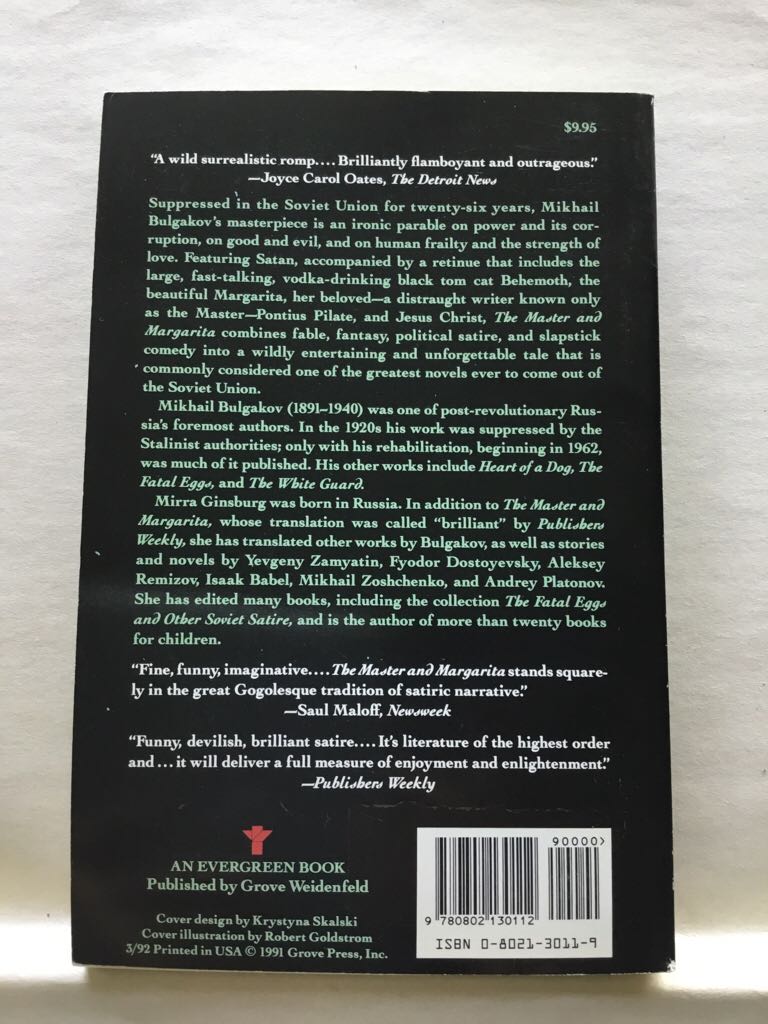 $9.95
“A wild surrealistic romp.... Brilliantly flamboyant and outrageous.”
—Joyce Carol Oates, The Detroit News
Suppressed in the Soviet Union for twenty-six years, Mikhail
Bulgakov's masterpiece is an ironic parable on power and its cor-
ruption, on good and evil, and on human frailty and the strength of
love. Featuring Satan, accompanied by a retinue that includes the
large, fast-talking, vodka-drinking black tom cat Behemoth, the
beautiful Margarita, her beloved—a distraught writer known only
as the Master—Pontius Pilate, and Jesus Christ, The Master and
Margarita combines fable, fantasy, political satire, and slapstick
comedy into a wildly entertaining and unforgettable tale that is
commonly considered one of the greatest novels ever to come out of
the Soviet Union.
Mikhail Bulgakov (1891–1940) was one of post-revolutionary Rus-
sia's foremost authors. In the 1920s his work was suppressed by the
Stalinist authorities; only with his rehabilitation, beginning in 1962,
was much of it published. His other works include Heart of a Dog, The
Fatal Eggs, and The White Guard.
Mirra Ginsburg was born in Russia. In addition to The Master and
Margarita, whose translation was called “brilliant” by Publishers
Weekly, she has translated other works by Bulgakov, as well as stories
and novels by Yevgeny Zamyatin, Fyodor Dostoyevsky, Aleksey
Remizov, Isaak Babel, Mikhail Zoshchenko, and Andrey Platonov.
She has edited many books, including the collection The Fatal Eggs
and Other Soviet Satire, and is the author of more than twenty books
for children.
“Fine, funny, imaginative.... The Master and Margarita stands square-
ly in the great Gogolesque tradition of satiric narrative.”
—Saul Maloff, Newsweek
“Funny, devilish, brilliant satire.... It's literature of the highest order
and ... it will deliver a full measure of enjoyment and enlightenment.”
—Publishers Weekly
AN EVERGREEN BOOK
Published by Grove Weidenfeld
Cover design by Krystyna Skalski
Cover illustration by Robert Goldstrom
3/92 Printed in USA © 1991 Grove Press, Inc.
90000>
9 780802 130112
ISBN 0-8021-3011-9